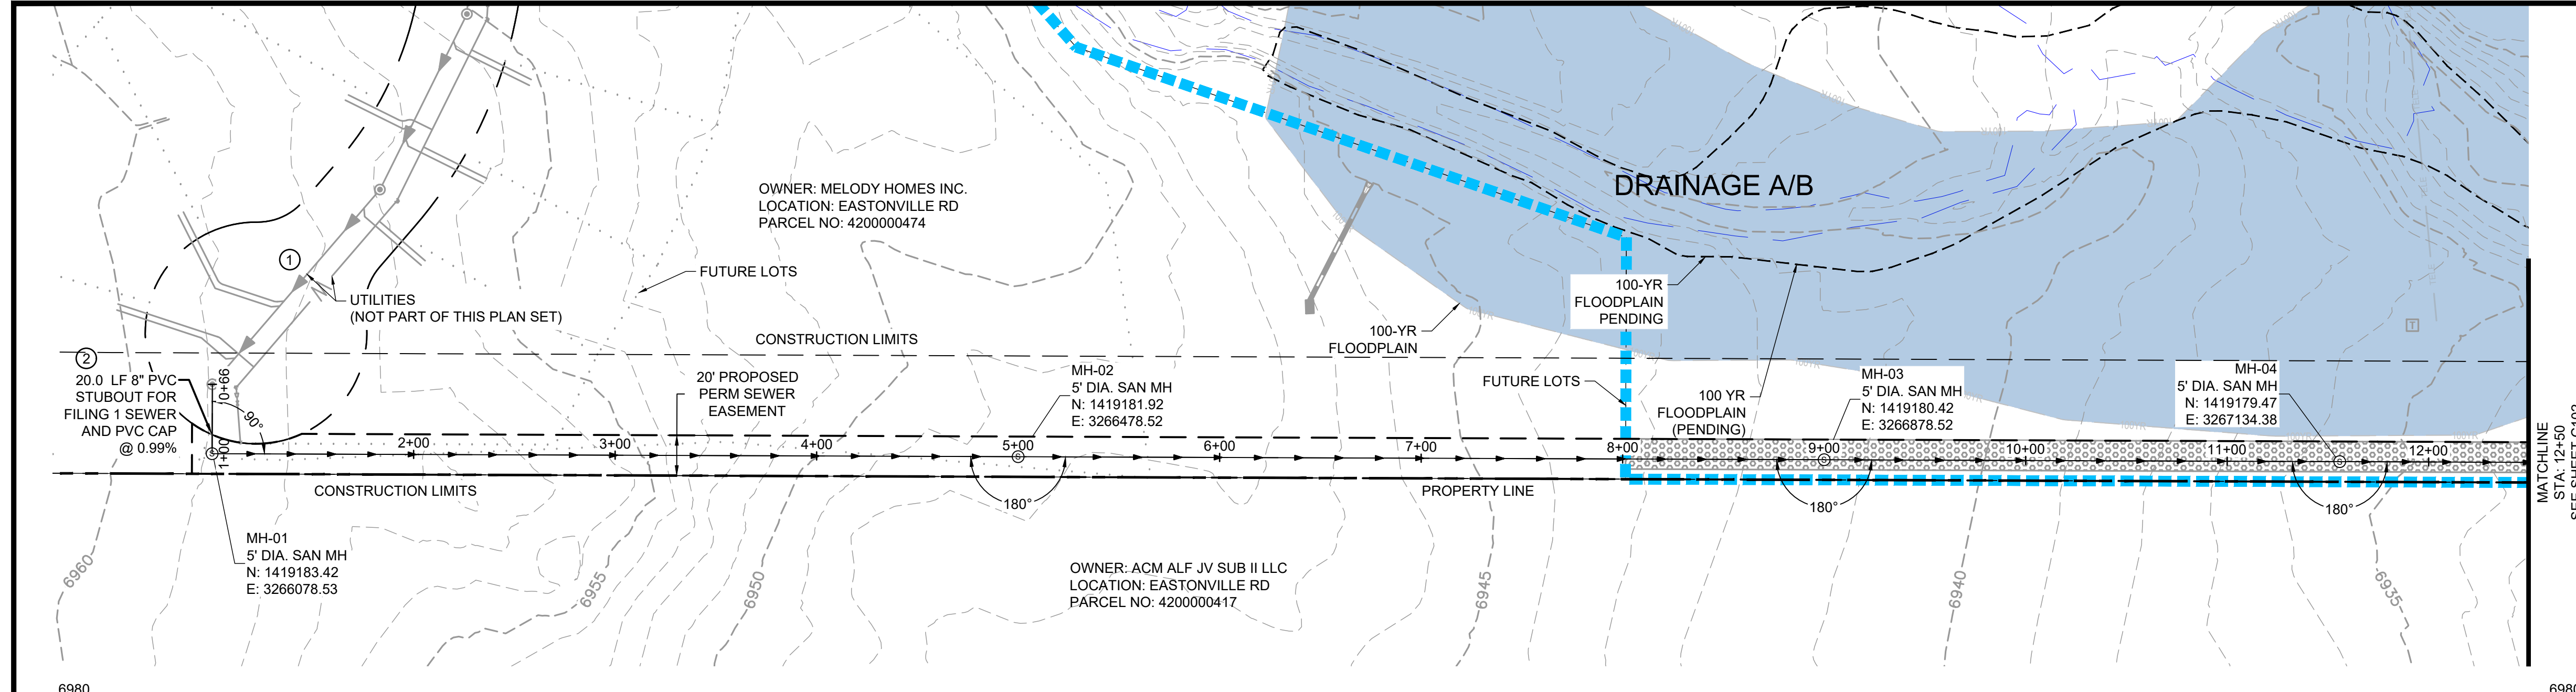 OWNER: MELODY HOMES INC.
LOCATION: EASTONVILLE RD
PARCEL NO: 4200000474
DRAINAGE A/B
1
FUTURE LOTS
UTILITIES
(NOT PART OF THIS PLAN SET)
100-YR
FLOODPLAIN
PENDING
100-YR
FLOODPLAIN
CONSTRUCTION LIMITS
2
20.0 LF 8" PVC
STUBOUT FOR
FILING 1 SEWER
AND PVC CAP
@ 0.99%
90°
1+00
20' PROPOSED
PERM SEWER
EASEMENT
MH-02
5' DIA. SAN MH
N: 1419181.92
E: 3266478.52
FUTURE LOTS
100 YR
FLOODPLAIN
(PENDING)
MH-03
5' DIA. SAN MH
N: 1419180.42
E: 3266878.52
MH-04
5' DIA. SAN MH
N: 1419179.47
E: 3267134.38
T
2+00
3+00
4+00
5+00
6+00
7+00
8+00
9+00
10+00
11+00
12+00
S
S
S
S
MATCHLINE
STA: 12+50
CONSTRUCTION LIMITS
180°
PROPERTY LINE
180°
180°
MH-01
5' DIA. SAN MH
N: 1419183.42
E: 3266078.53
OWNER: ACM ALF JV SUB II LLC
LOCATION: EASTONVILLE RD
PARCEL NO: 4200000417
6960
6955
6950
6945
6940
6935
6980